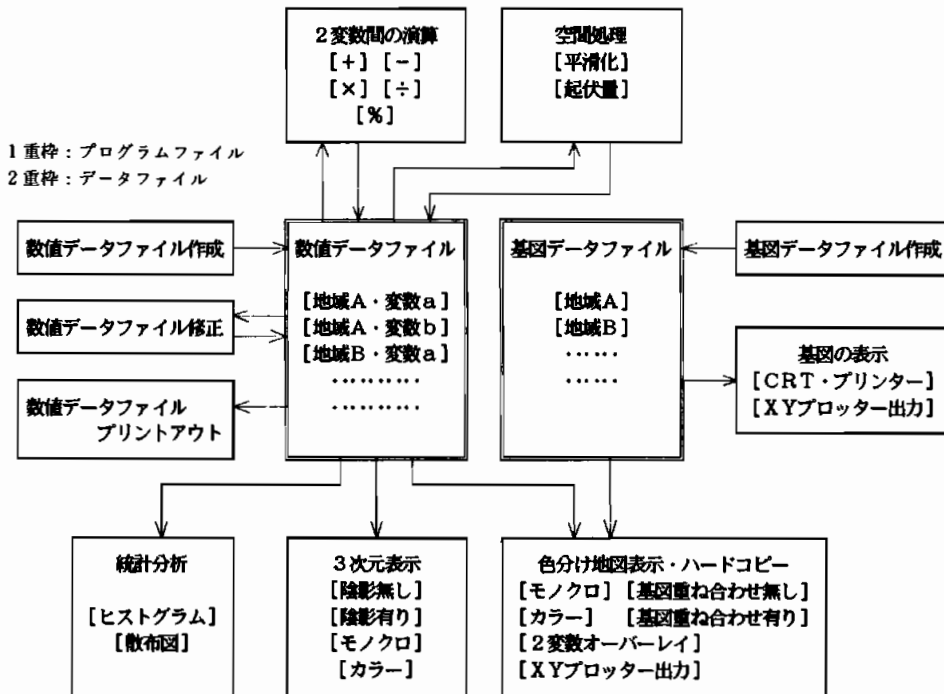 2変数間の演算
[+] [−]
[×] [÷]
[%]
空間処理
[平滑化]
[起伏量]
1重枠：プログラムファイル
2重枠：データファイル
数値データファイル作成
数値データファイル修正
数値データファイル
プリントアウト
数値データファイル
[地域A・変数a]
[地域A・変数b]
[地域B・変数a]
‥‥‥‥‥
‥‥‥‥‥
基図データファイル
[地域A]
[地域B]
‥‥‥
‥‥‥
基図データファイル作成
基図の表示
[CRT・プリンター]
[XYプロッター出力]
統計分析
[ヒストグラム]
[散布図]
3次元表示
[陰影無し]
[陰影有り]
[モノクロ]
[カラー]
色分け地図表示・ハードコピー
[モノクロ] [基図重ね合わせ無し]
[カラー] [基図重ね合わせ有り]
[2変数オーバーレイ]
[XYプロッター出力]